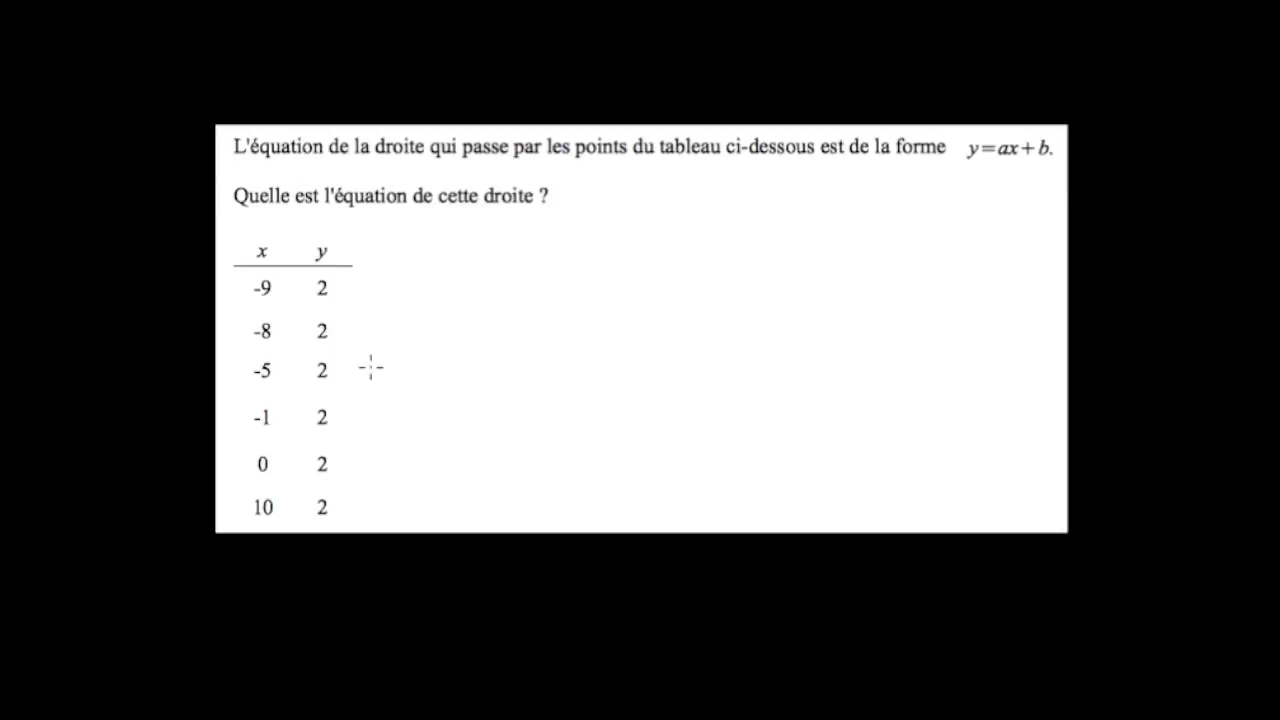 L'équation de la droite qui passe par les points du tableau ci-dessous est de la forme y=ax+b.
Quelle est l'équation de cette droite ?
x y
-9 2
-8 2
-5 2
-1 2
0 2
10 2